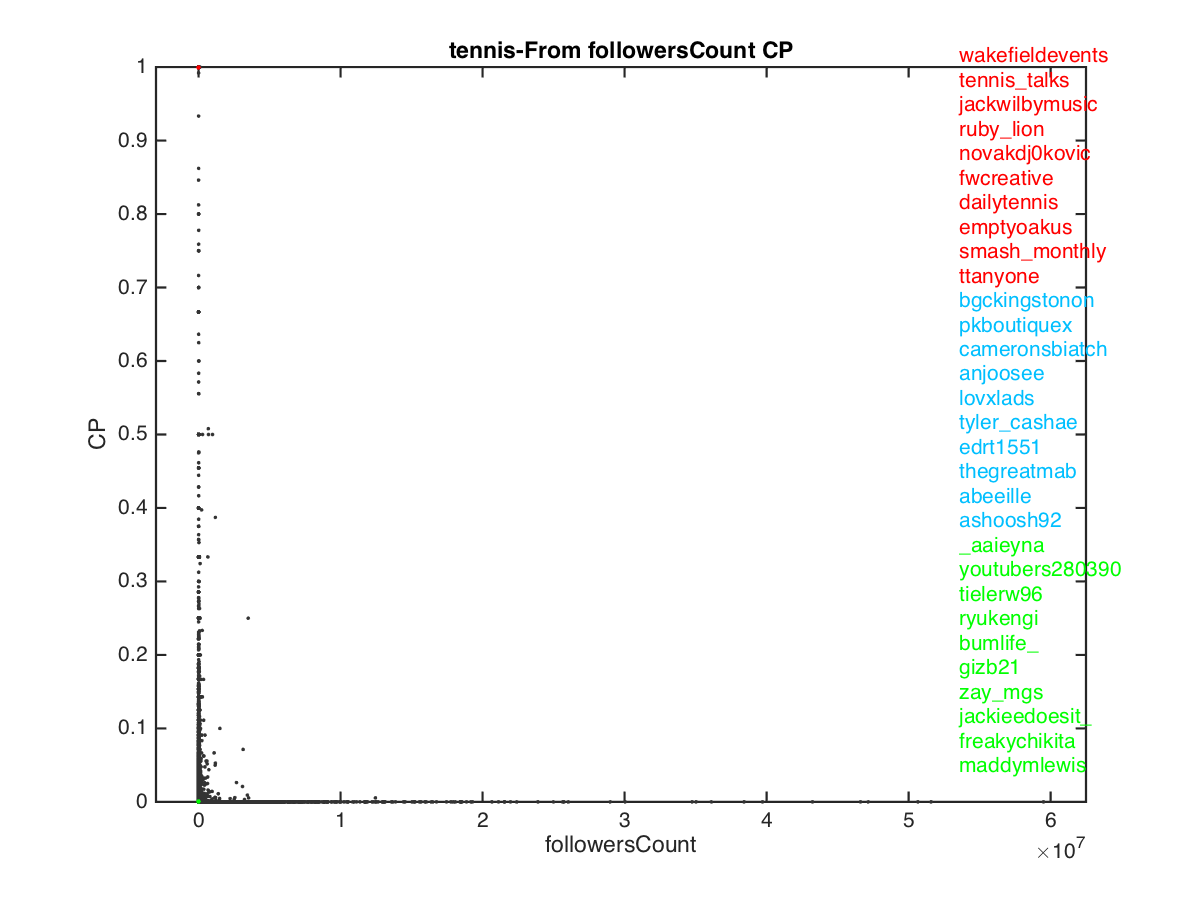 tennis-From followersCount CP
wakefieldevents
tennis_talks
jackwilbymusic
ruby_lion
novakdj0kovic
fwcreative
dailytennis
emptyoakus
smash_monthly
ttanyone
bgckingstonon
pkboutiquex
cameronsbiatch
anjoosee
lovxlads
tyler_cashae
edrt1551
thegreatmab
abeeille
ashoosh92
_aaieyna
youtubers280390
tielerw96
ryukengi
bumlife_
gizb21
zay_mgs
jackieedoesit_
freakychikita
maddymlewis
CP
1
0.9
0.8
0.7
0.6
0.5
0.4
0.3
0.2
0.1
0
0 1 2 3 4 5 6
followersCount
×10⁷